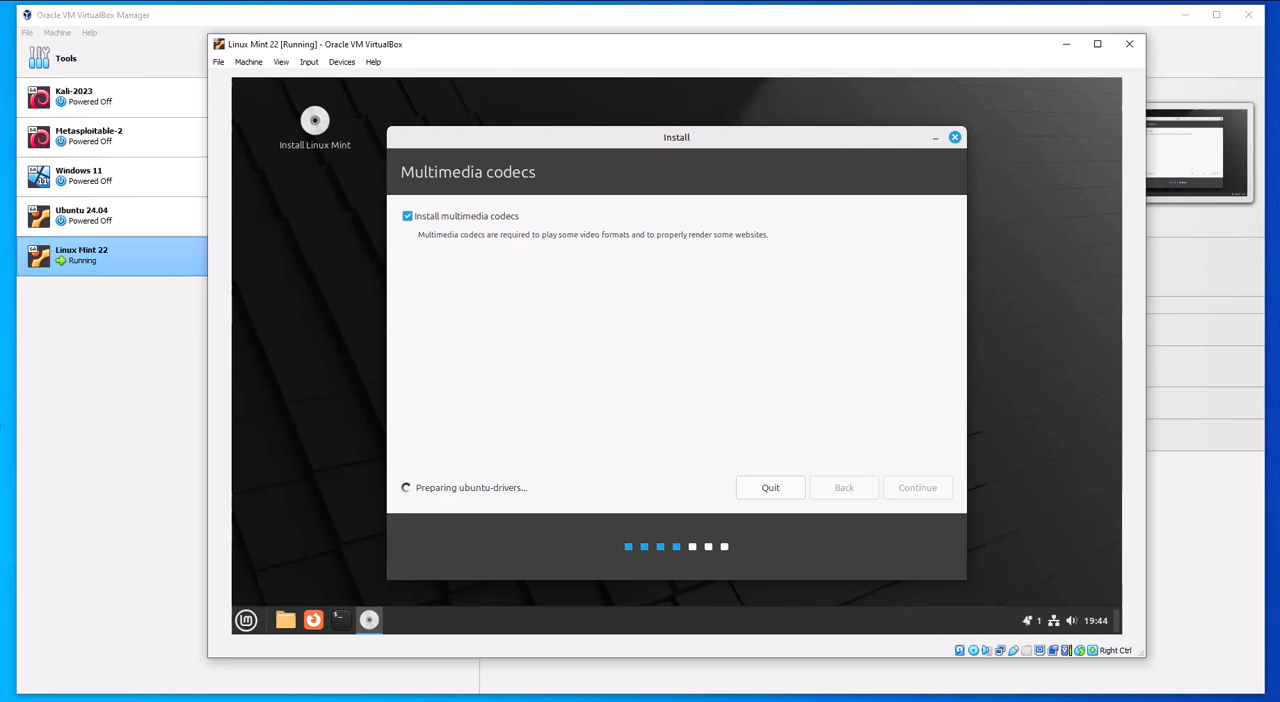 Oracle VM VirtualBox Manager
File Machine Help
Tools
Kali-2023
Powered Off
Metasploitable-2
Powered Off
Windows 11
Powered Off
Ubuntu 24.04
Powered Off
Linux Mint 22
Running
Linux Mint 22 [Running] - Oracle VM VirtualBox
File Machine View Input Devices Help
Install Linux Mint
Install
Multimedia codecs
Install multimedia codecs
Multimedia codecs are required to play some video formats and to properly render some websites.
Preparing ubuntu-drivers...
Quit Back Continue
1 19:44
Right Ctrl